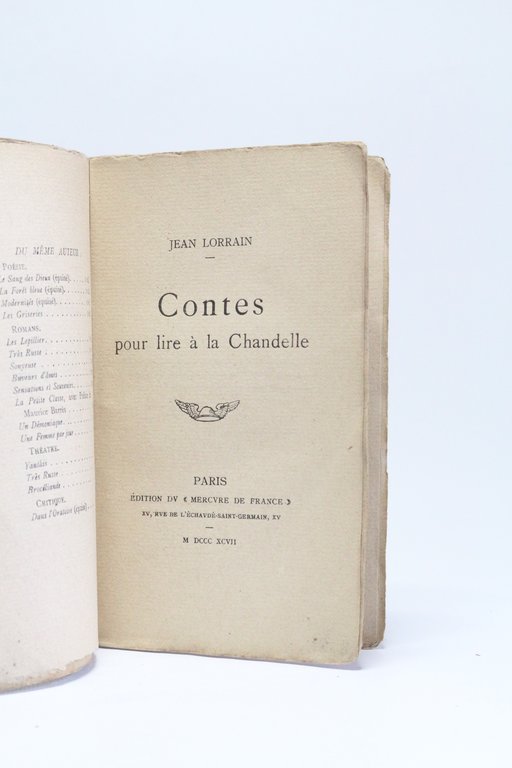 DU MÊME AUTEUR
POÉSIE.
Le Sang des Dieux (épuisé)
La Forêt bleue (épuisé)
Modernités (épuisé)
Les Griseries
ROMANS.
Les Lepillier
Très Russe
Sonyeuse
Buveurs d'âmes
Sensations et Souvenirs
La Petite Classe,
MAURICE BARRÈS
Un Démoniaque
Une Femme par jour
THÉÂTRE.
Yanthis
Très Russe
Brocéliande
CRITIQUE.
Dans l'Oratoire (épuisé)
JEAN LORRAIN
Contes
pour lire à la Chandelle
PARIS
ÉDITION DV « MERCVRE DE FRANCE »
XV, RVE DE L'ÉCHAVDÉ-SAINT-GERMAIN, XV
M DCCC XCVII